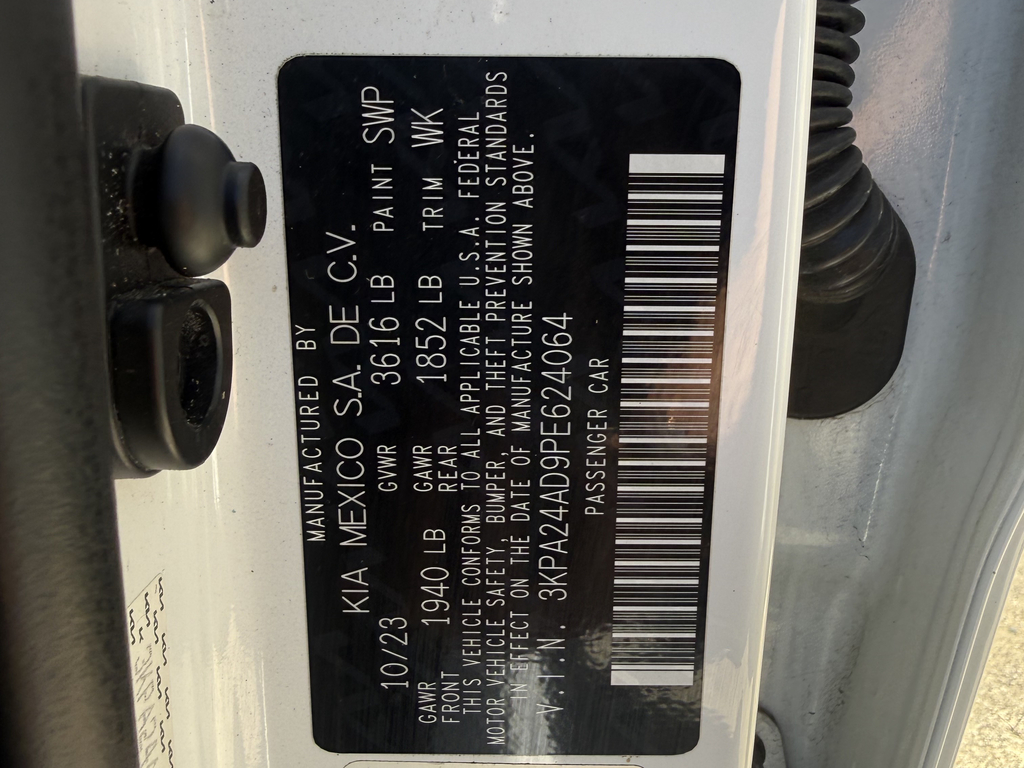 MANUFACTURED BY
KIA MEXICO S.A. DE C.V.
10/23 GVWR 3616 LB PAINT SWP
GAWR FRONT 1940 LB GAWR REAR 1852 LB TRIM WK
THIS VEHICLE CONFORMS TO ALL APPLICABLE U.S.A. FEDERAL
MOTOR VEHICLE SAFETY, BUMPER, AND THEFT PREVENTION STANDARDS
IN EFFECT ON THE DATE OF MANUFACTURE SHOWN ABOVE.
V.I.N. 3KPA24AD9PE624064
PASSENGER CAR